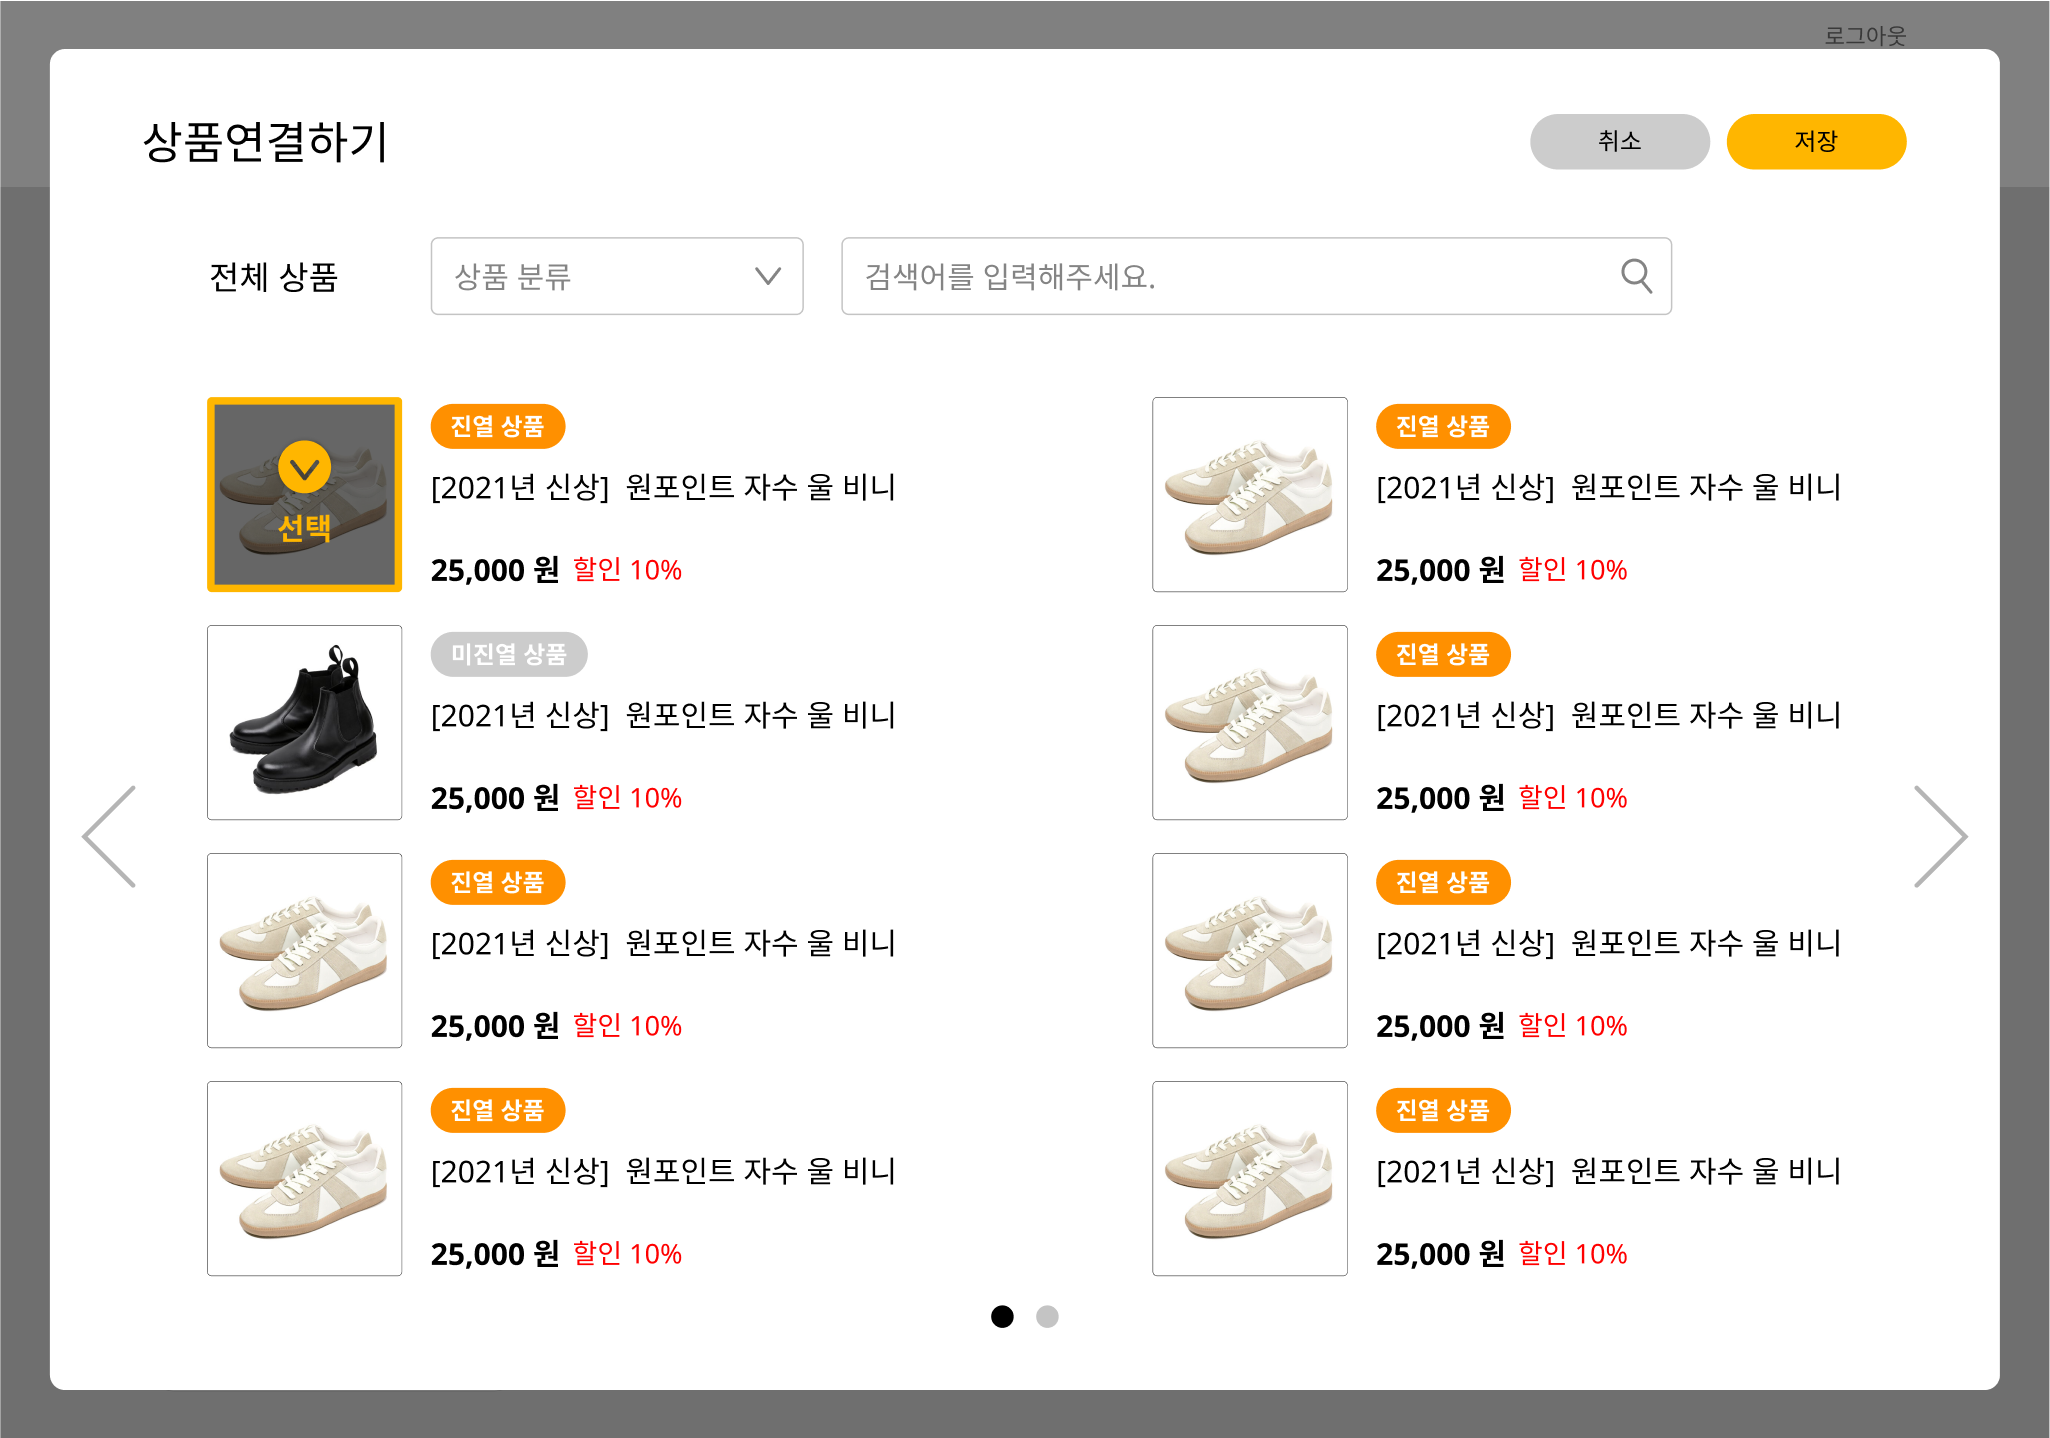 로그아웃
상품연결하기
취소 저장
전체 상품 상품 분류 검색어를 입력해주세요.
선택
진열 상품
[2021년 신상] 원포인트 자수 울 비니
25,000 원 할인 10%
진열 상품
[2021년 신상] 원포인트 자수 울 비니
25,000 원 할인 10%
미진열 상품
[2021년 신상] 원포인트 자수 울 비니
25,000 원 할인 10%
진열 상품
[2021년 신상] 원포인트 자수 울 비니
25,000 원 할인 10%
진열 상품
[2021년 신상] 원포인트 자수 울 비니
25,000 원 할인 10%
진열 상품
[2021년 신상] 원포인트 자수 울 비니
25,000 원 할인 10%
진열 상품
[2021년 신상] 원포인트 자수 울 비니
25,000 원 할인 10%
진열 상품
[2021년 신상] 원포인트 자수 울 비니
25,000 원 할인 10%